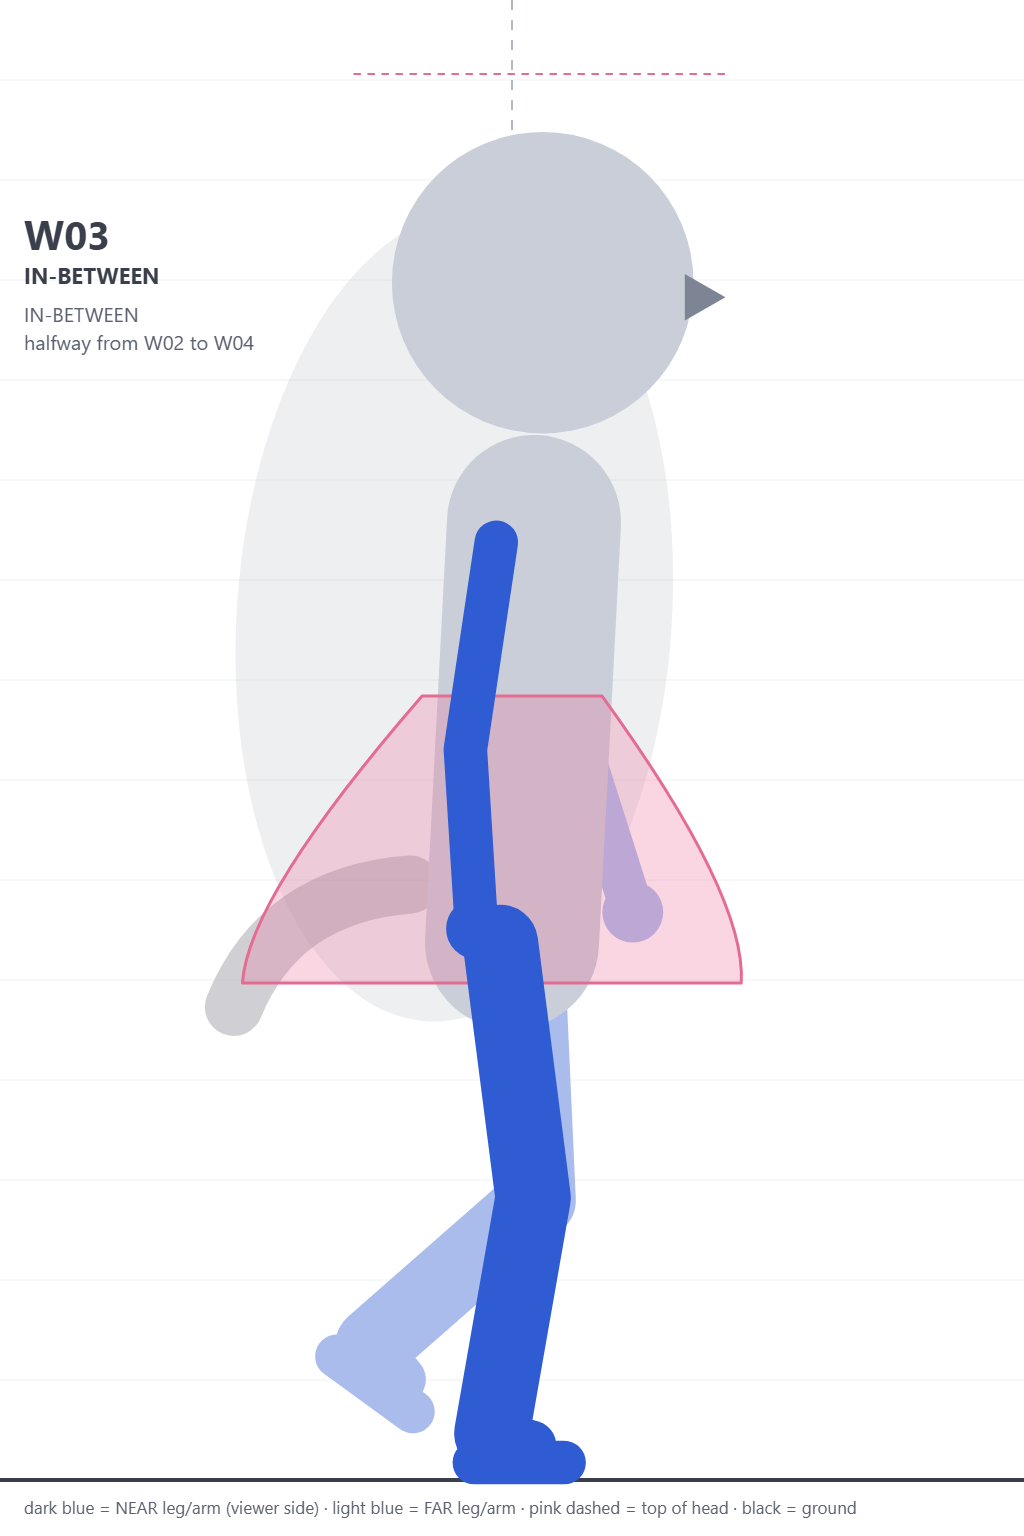 W03
IN-BETWEEN
IN-BETWEEN
halfway from W02 to W04
dark blue = NEAR leg/arm (viewer side) · light blue = FAR leg/arm · pink dashed = top of head · black = ground